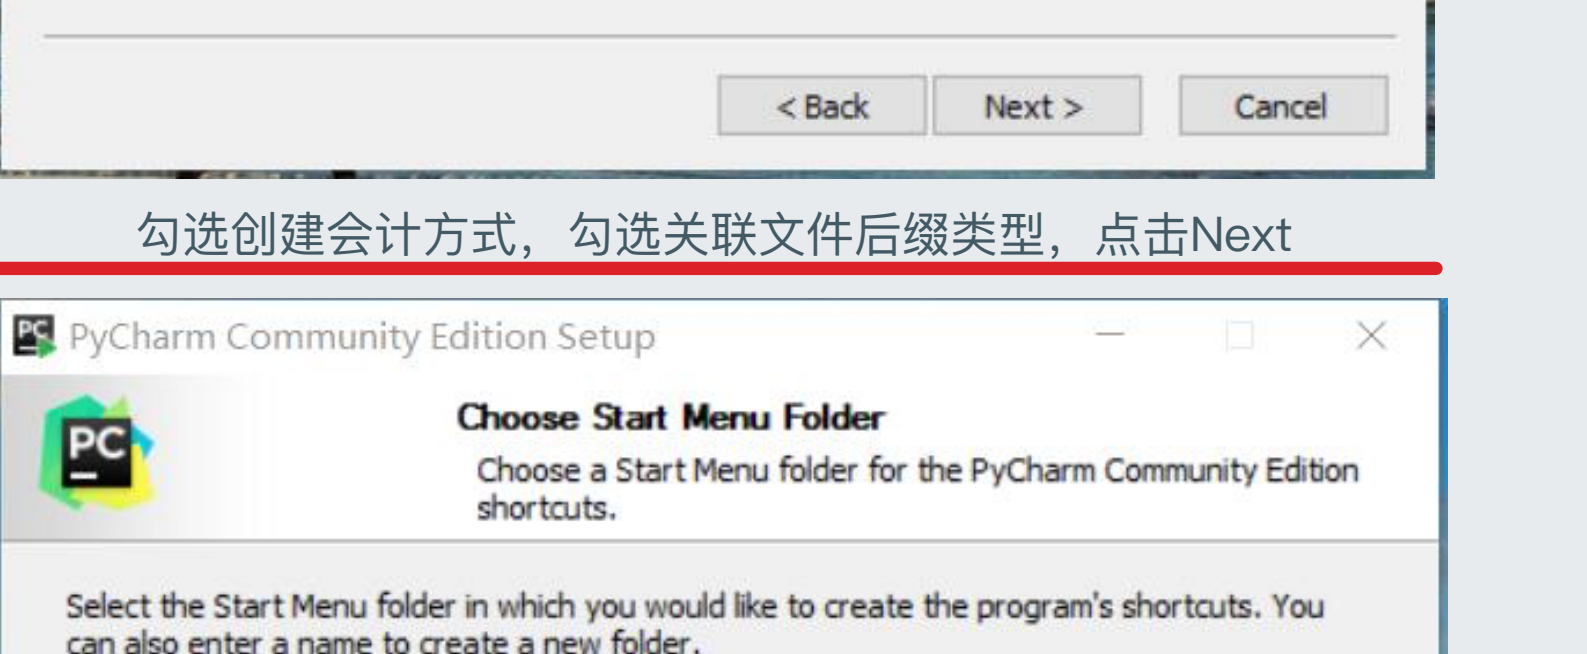 < Back Next > Cancel
勾选创建会计方式，勾选关联文件后缀类型，点击Next
PyCharm Community Edition Setup
PC
Choose Start Menu Folder
Choose a Start Menu folder for the PyCharm Community Edition
shortcuts.
Select the Start Menu folder in which you would like to create the program's shortcuts. You
can also enter a name to create a new folder.